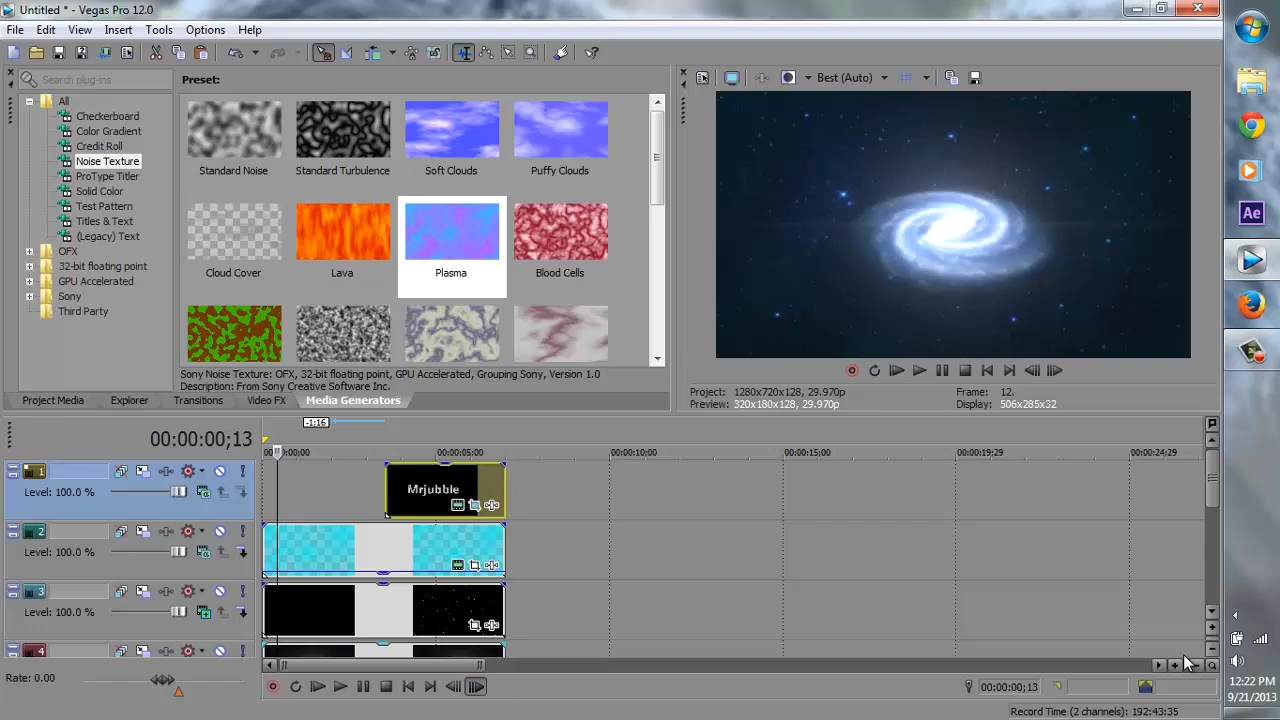 Untitled * - Vegas Pro 12.0
File Edit View Insert Tools Options Help
Search plug-ins
Preset:
Best (Auto)
All
Checkerboard
Color Gradient
Credit Roll
Noise Texture
ProType Titler
Solid Color
Test Pattern
Titles & Text
(Legacy) Text
OFX
32-bit floating point
GPU Accelerated
Sony
Third Party
Standard Noise Standard Turbulence Soft Clouds Puffy Clouds
Cloud Cover Lava Plasma Blood Cells
Sony Noise Texture: OFX, 32-bit floating point, GPU Accelerated, Grouping Sony, Version 1.0
Description: From Sony Creative Software Inc.
Project Media Explorer Transitions Video FX Media Generators
Project: 1280x720x128, 29.970p Frame: 12.
Preview: 320x180x128, 29.970p Display: 506x285x32
Ae
-1:16
00:00:00;13
:00:00 00:00:05;00 00:00:10;00 00:00:15;00 00:00:19;29 00:00:24;29
1
Level: 100.0 %
Mrjubble
2
Level: 100.0 %
3
Level: 100.0 %
4
Rate: 0.00
00:00:00;13
Record Time (2 channels): 192:43:35
12:22 PM
9/21/2013